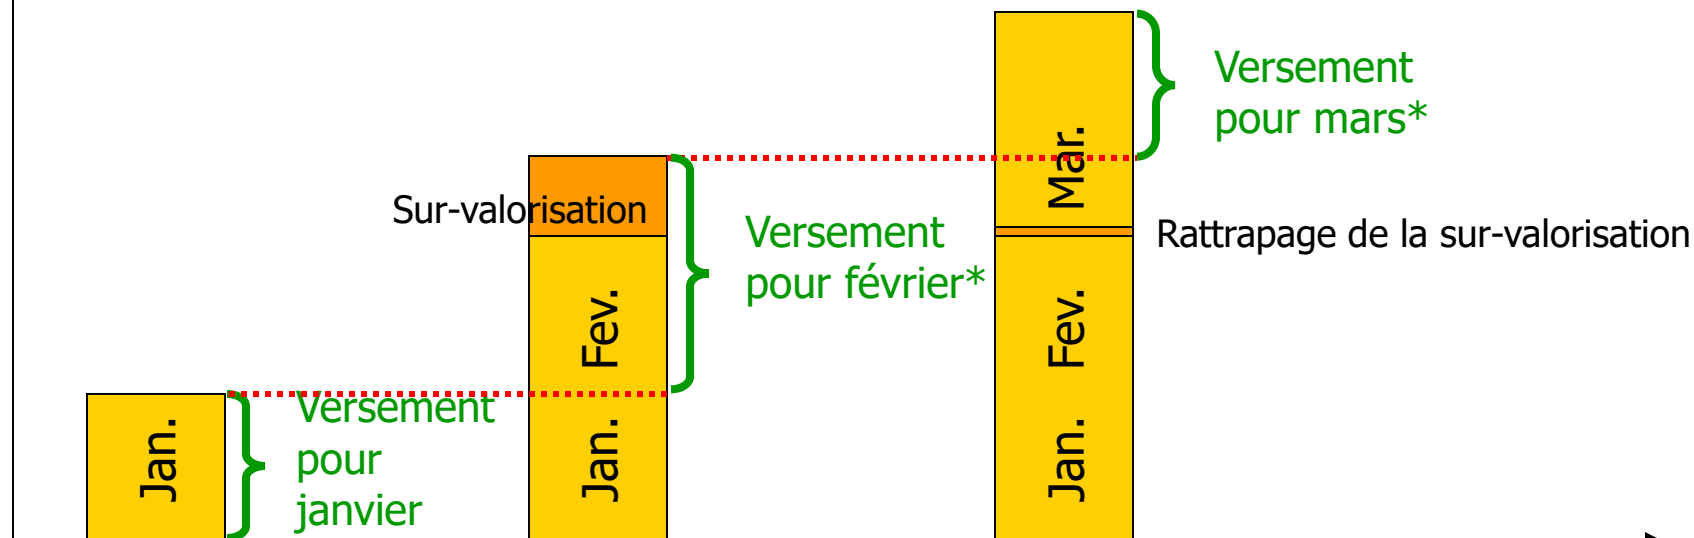 Versement
pour mars*
Mar.
Sur-valorisation
Versement
pour février*
Rattrapage de la sur-valorisation
Fev.
Fev.
Versement
pour
janvier
Jan.
Jan.
Jan.